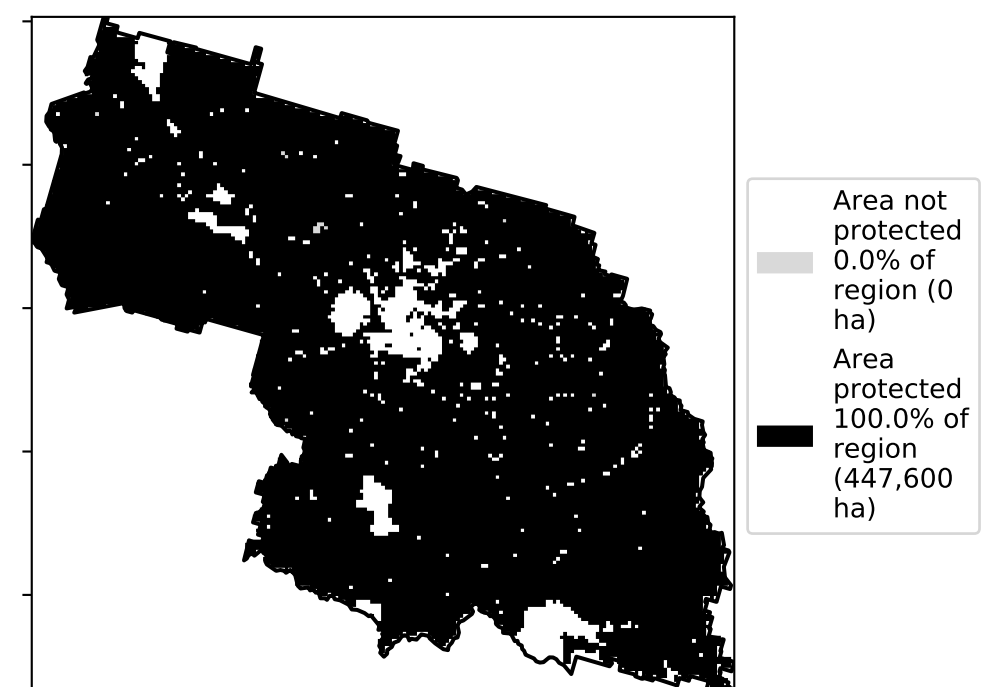 Area not
protected
0.0% of
region (0
ha)
Area
protected
100.0% of
region
(447,600
ha)